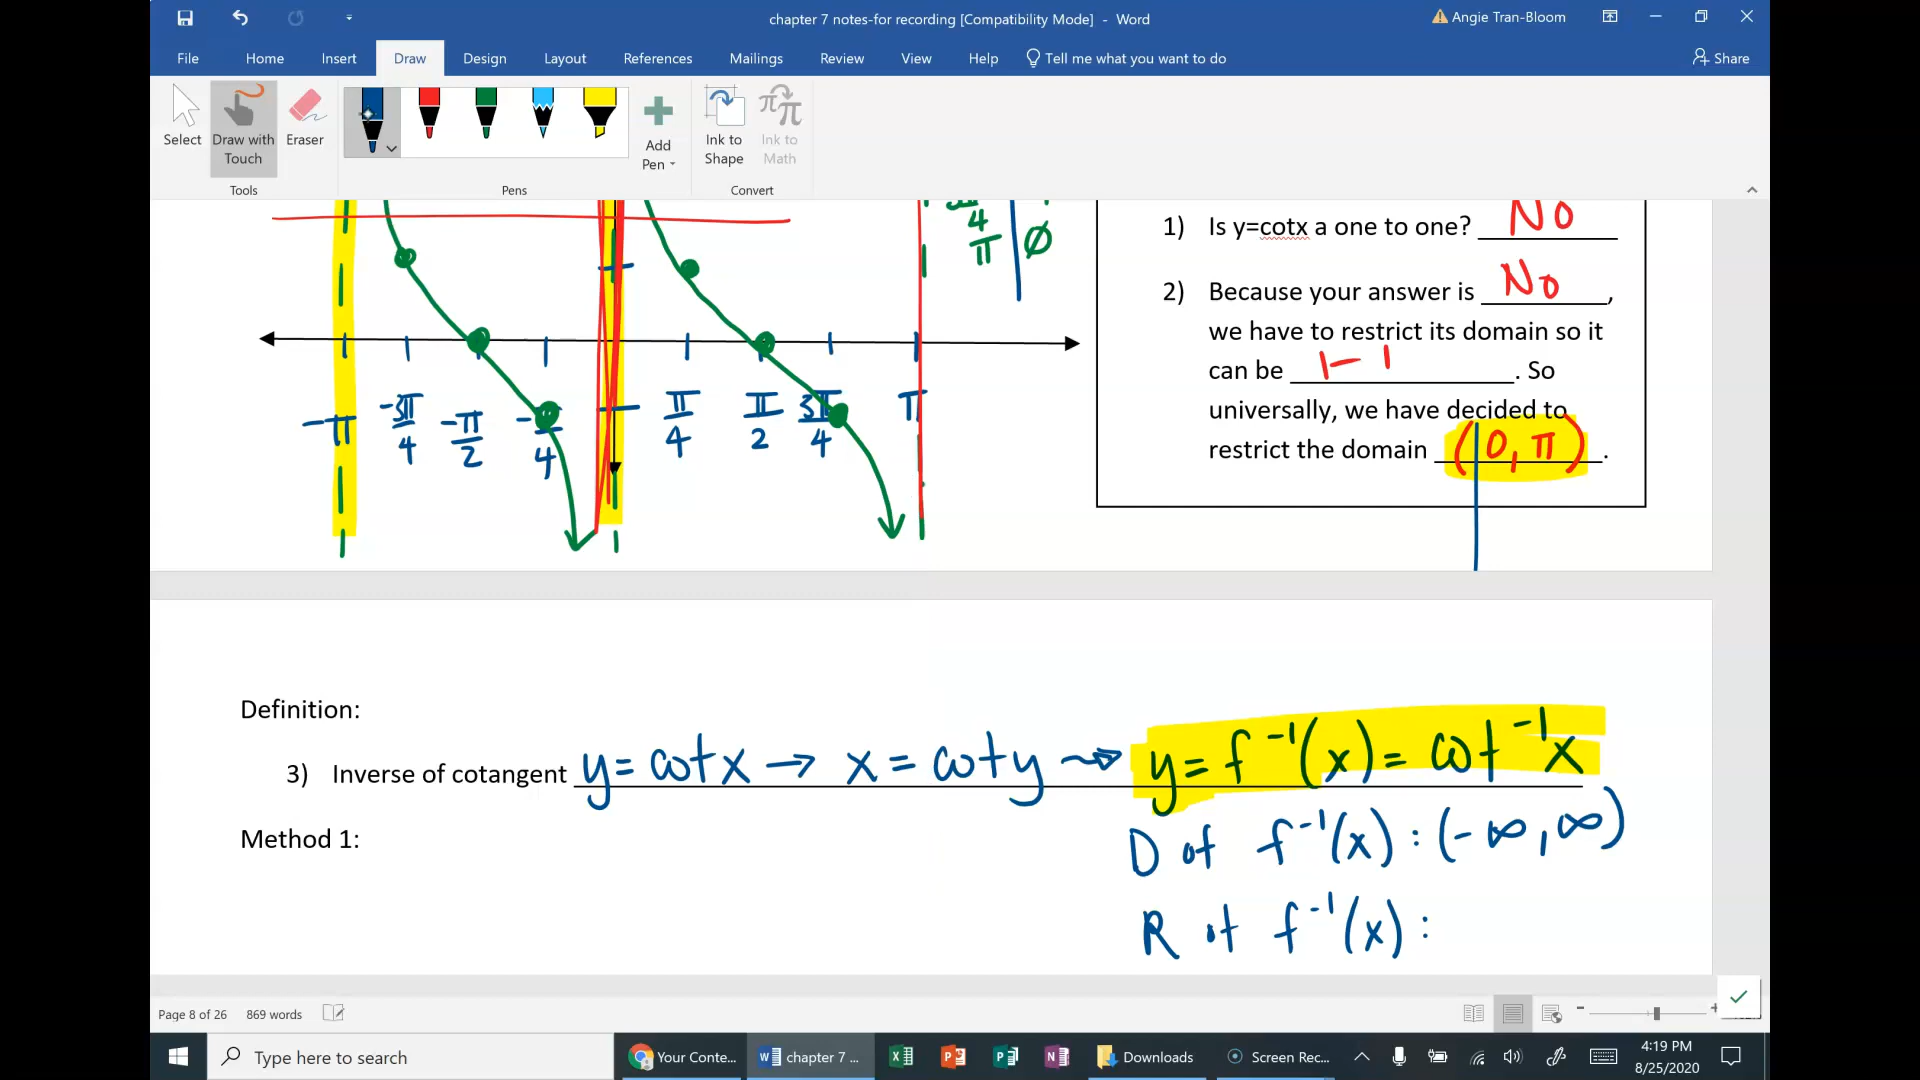 chapter 7 notes-for recording [Compatibility Mode] - Word
Angie Tran-Bloom
File Home Insert Draw Design Layout References Mailings Review View Help Tell me what you want to do Share
Select
Draw with Touch
Eraser
Add Pen
Ink to Shape
Ink to Math
Tools
Pens
Convert
4
π ∅
-π
-3π/4
-π/2
π/4
π/2
3π/4
π
1) Is y=cotx a one to one? No
2) Because your answer is No,
we have to restrict its domain so it
can be 1-1. So
universally, we have decided to
restrict the domain (0, π).
Definition:
3) Inverse of cotangent y = cot x → x = cot y → y = f⁻¹(x) = cot⁻¹x
Method 1:
D of f⁻¹(x) : (-∞, ∞)
R of f⁻¹(x) :
Page 8 of 26 869 words
Type here to search
Your Conte...
chapter 7 ...
Downloads
Screen Rec...
4:19 PM
8/25/2020